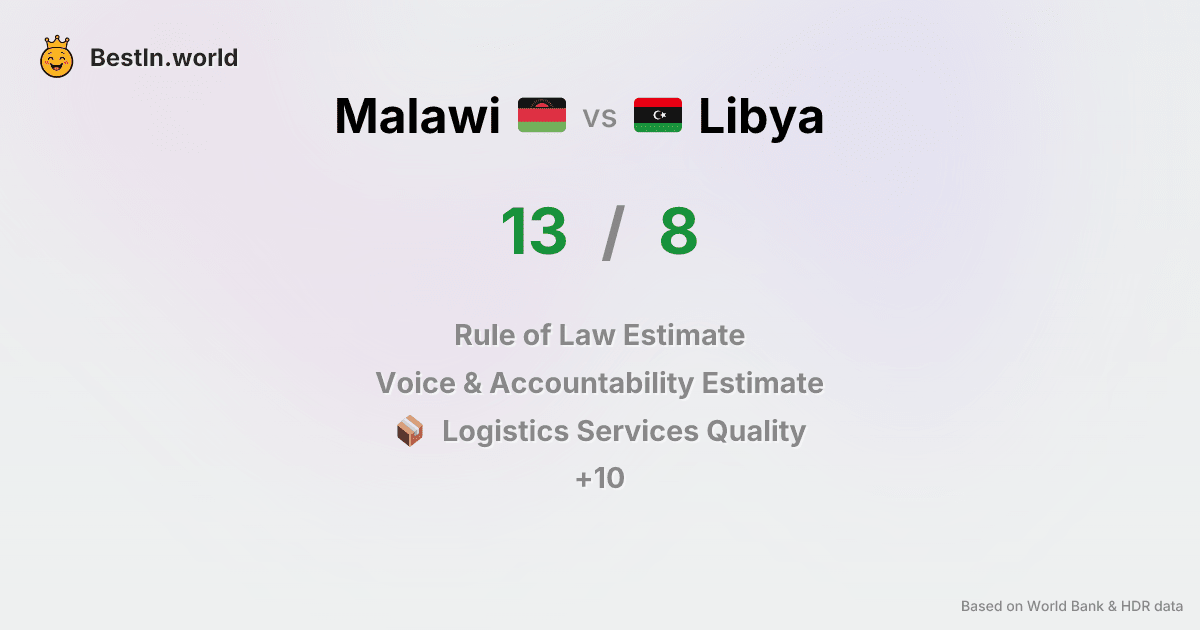 BestIn.world
Malawi vs Libya
13 / 8
Rule of Law Estimate
Voice & Accountability Estimate
Logistics Services Quality
+10
Based on World Bank & HDR data